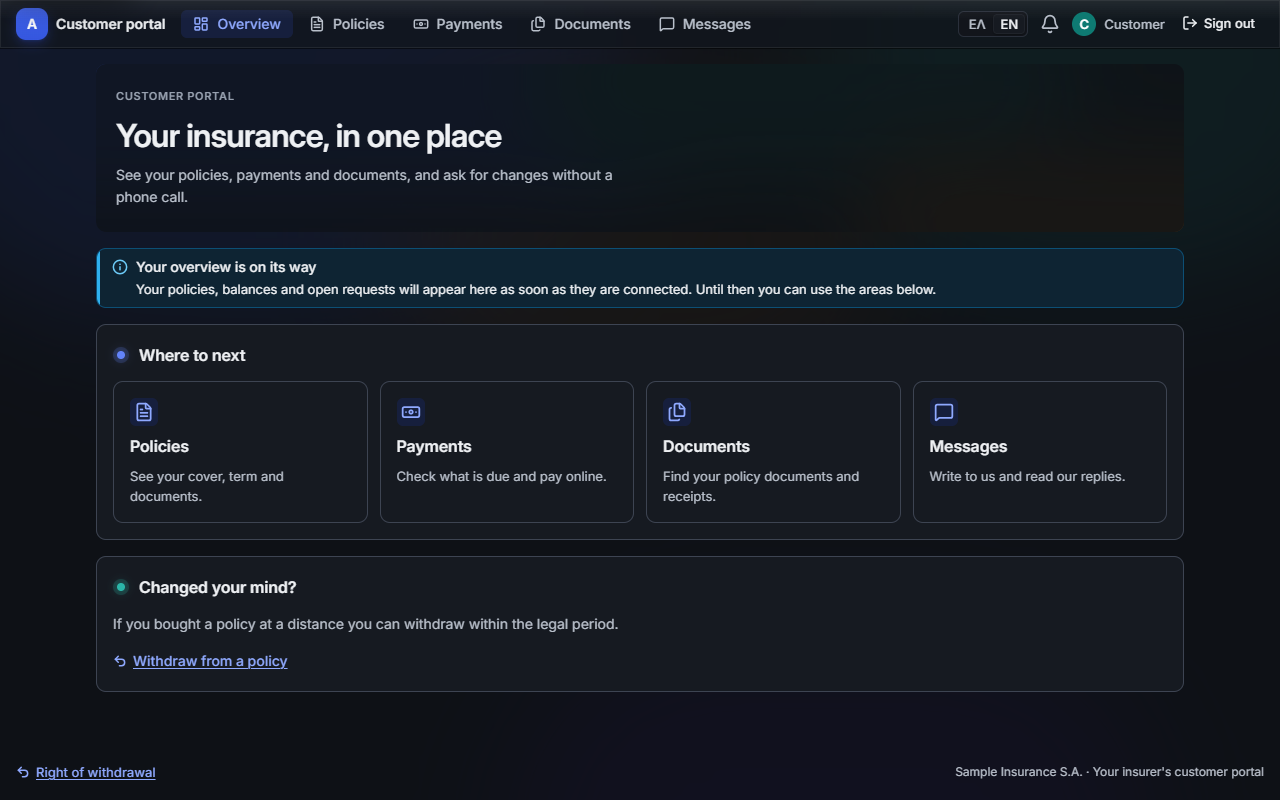 A Customer portal Overview Policies Payments Documents Messages ΕΛ EN C Customer Sign out
CUSTOMER PORTAL
Your insurance, in one place
See your policies, payments and documents, and ask for changes without a
phone call.
Your overview is on its way
Your policies, balances and open requests will appear here as soon as they are connected. Until then you can use the areas below.
Where to next
Policies
See your cover, term and
documents.
Payments
Check what is due and pay online.
Documents
Find your policy documents and
receipts.
Messages
Write to us and read our replies.
Changed your mind?
If you bought a policy at a distance you can withdraw within the legal period.
Withdraw from a policy
Right of withdrawal
Sample Insurance S.A. · Your insurer's customer portal